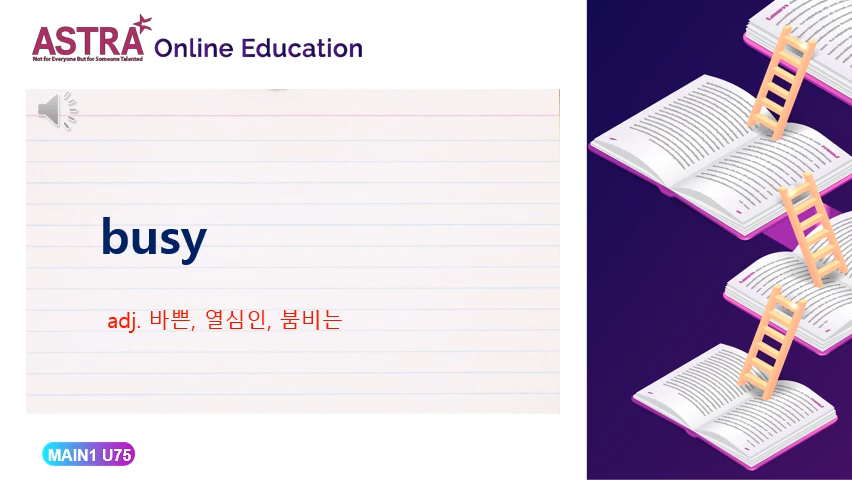 ASTRA
Not for Everyone But for Someone Talented
Online Education
busy
adj. 바쁜, 열심인, 붐비는
MAIN1 U75